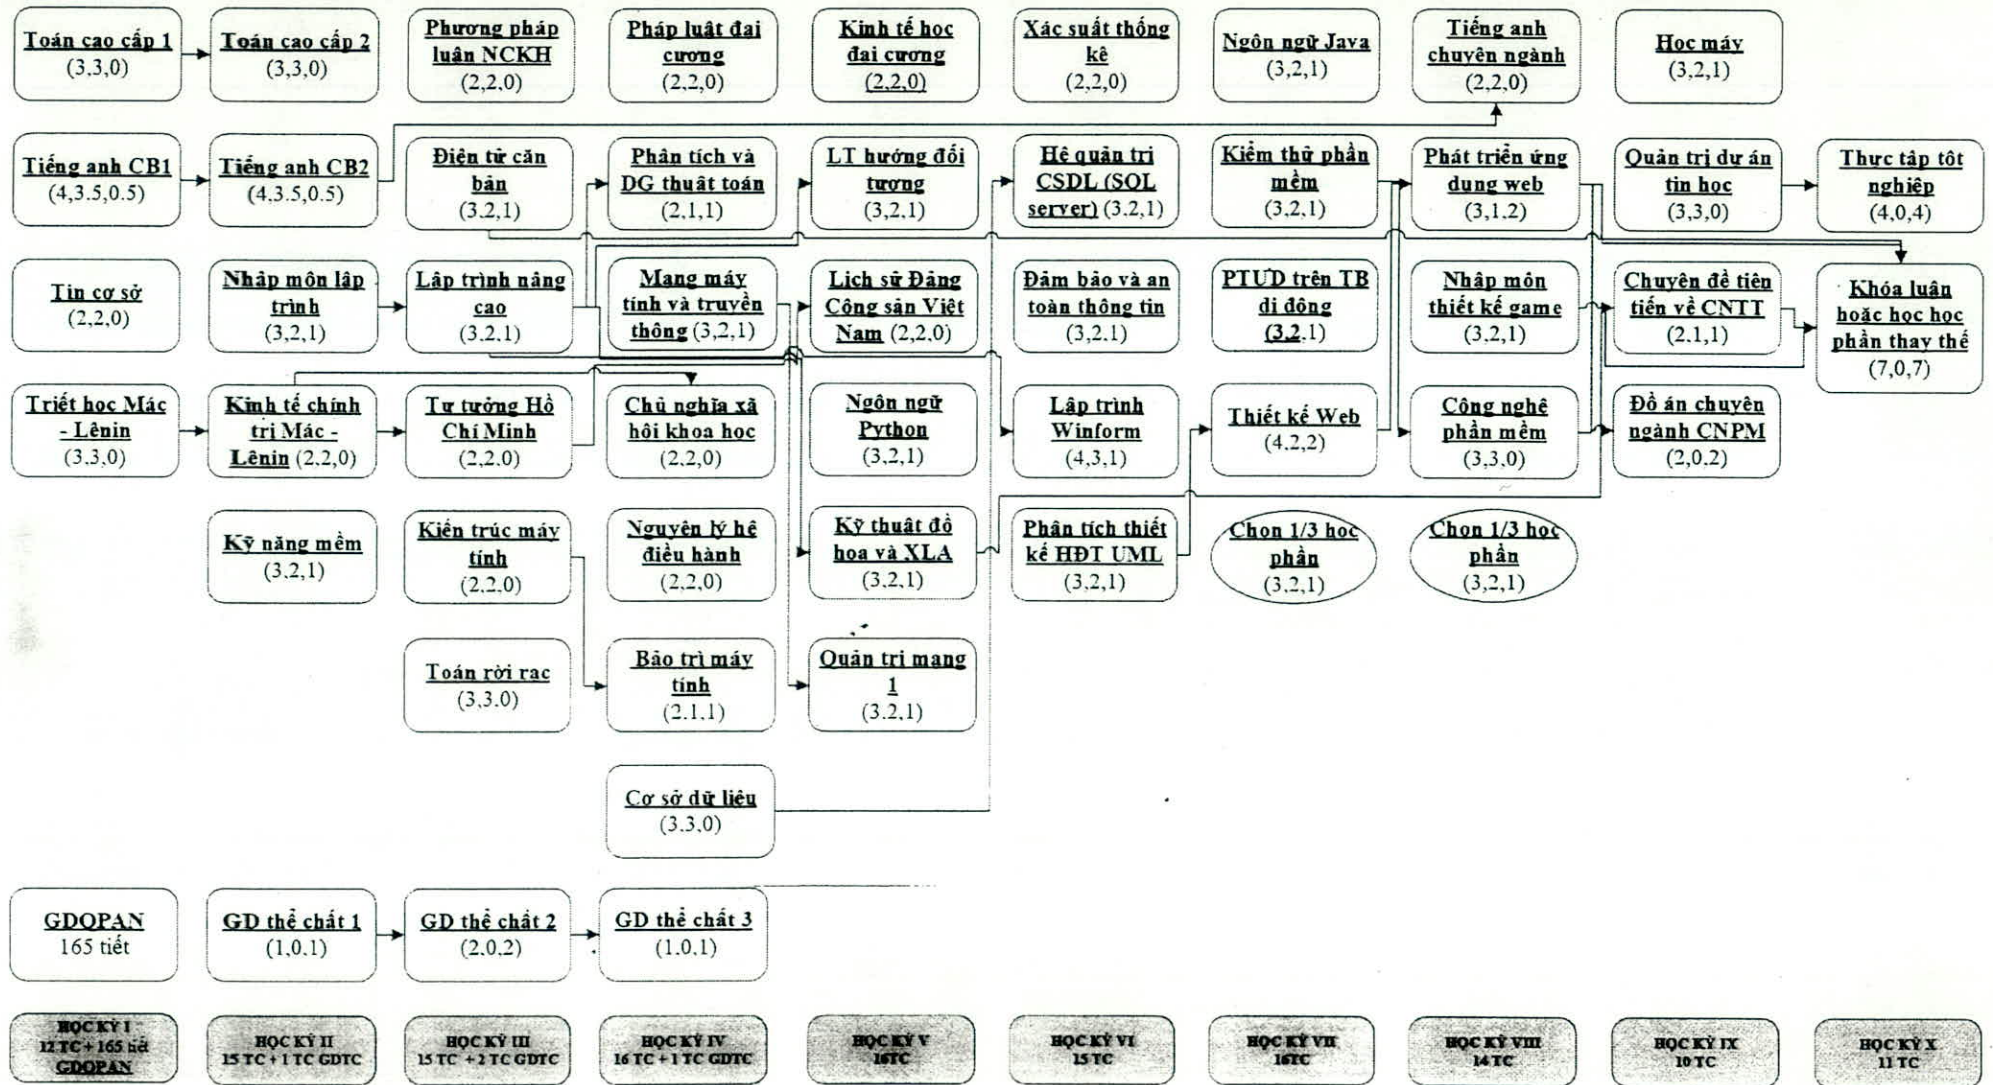 Toán cao cấp 1
(3,3,0)
Toán cao cấp 2
(3,3,0)
Phương pháp
luận NCKH
(2,2,0)
Pháp luật đại
cương
(2,2,0)
Kinh tế học
đại cương
(2,2,0)
Xác suất thống
kê
(2,2,0)
Ngôn ngữ Java
(3,2,1)
Tiếng anh
chuyên ngành
(2,2,0)
Học máy
(3,2,1)
Tiếng anh CB1
(4,3.5,0.5)
Tiếng anh CB2
(4,3.5,0.5)
Điện tử căn
bản
(3.2,1)
Phân tích và
DG thuật toán
(2,1,1)
LT hướng đối
tượng
(3,2,1)
Hệ quản trị
CSDL (SQL
server) (3.2,1)
Kiểm thử phần
mềm
(3.2,1)
Phát triển ứng
dụng web
(3,1,2)
Quản trị dự án
tin học
(3,3,0)
Thực tập tốt
nghiệp
(4,0,4)
Tin cơ sở
(2,2,0)
Nhập môn lập
trình
(3,2,1)
Lập trình nâng
cao
(3.2.1)
Mạng máy
tính và truyền
thông (3,2,1)
Lịch sử Đảng
Cộng sản Việt
Nam (2,2.0)
Đảm bảo và an
toàn thông tin
(3,2.1)
PTUD trên TB
di động
(3.2.1)
Nhập môn
thiết kế game
(3,2,1)
Chuyên đề tiên
tiến về CNTT
(2.1,1)
Khóa luận
hoặc học học
phần thay thế
(7,0,7)
Triết học Mác
- Lênin
(3,3,0)
Kinh tế chính
trị Mác -
Lênin (2,2,0)
Tư tưởng Hồ
Chí Minh
(2,2.0)
Chủ nghĩa xã
hội khoa học
(2,2,0)
Ngôn ngữ
Python
(3,2,1)
Lập trình
Winform
(4,3,1)
Thiết kế Web
(4.2,2)
Công nghệ
phần mềm
(3,3,0)
Đồ án chuyên
ngành CNPM
(2,0,2)
Kỹ năng mềm
(3.2,1)
Kiến trúc máy
tính
(2,2,0)
Nguyên lý hệ
điều hành
(2,2,0)
Kỹ thuật đồ
họa và XLA
(3,2,1)
Phân tích thiết
kế HĐT UML
(3,2,1)
Chọn 1/3 học
phần
(3,2,1)
Chọn 1/3 học
phần
(3,2,1)
Toán rời rạc
(3,3.0)
Bảo trì máy
tính
(2.1,1)
Quản trị mạng
1
(3.2,1)
Cơ sở dữ liệu
(3.3,0)
GDQPAN
165 tiết
GD thể chất 1
(1,0,1)
GD thể chất 2
(2.0,2)
GD thể chất 3
(1.0,1)
HỌC KỲ I
12 TC + 165 tiết
GDQPAN
HỌC KỲ II
15 TC + 1 TC GDTC
HỌC KỲ III
15 TC + 2 TC GDTC
HỌC KỲ IV
16 TC + 1 TC GDTC
HỌC KỲ V
16TC
HỌC KỲ VI
15 TC
HỌC KỲ VII
16TC
HỌC KỲ VIII
14 TC
HỌC KỲ IX
10 TC
HỌC KỲ X
11 TC